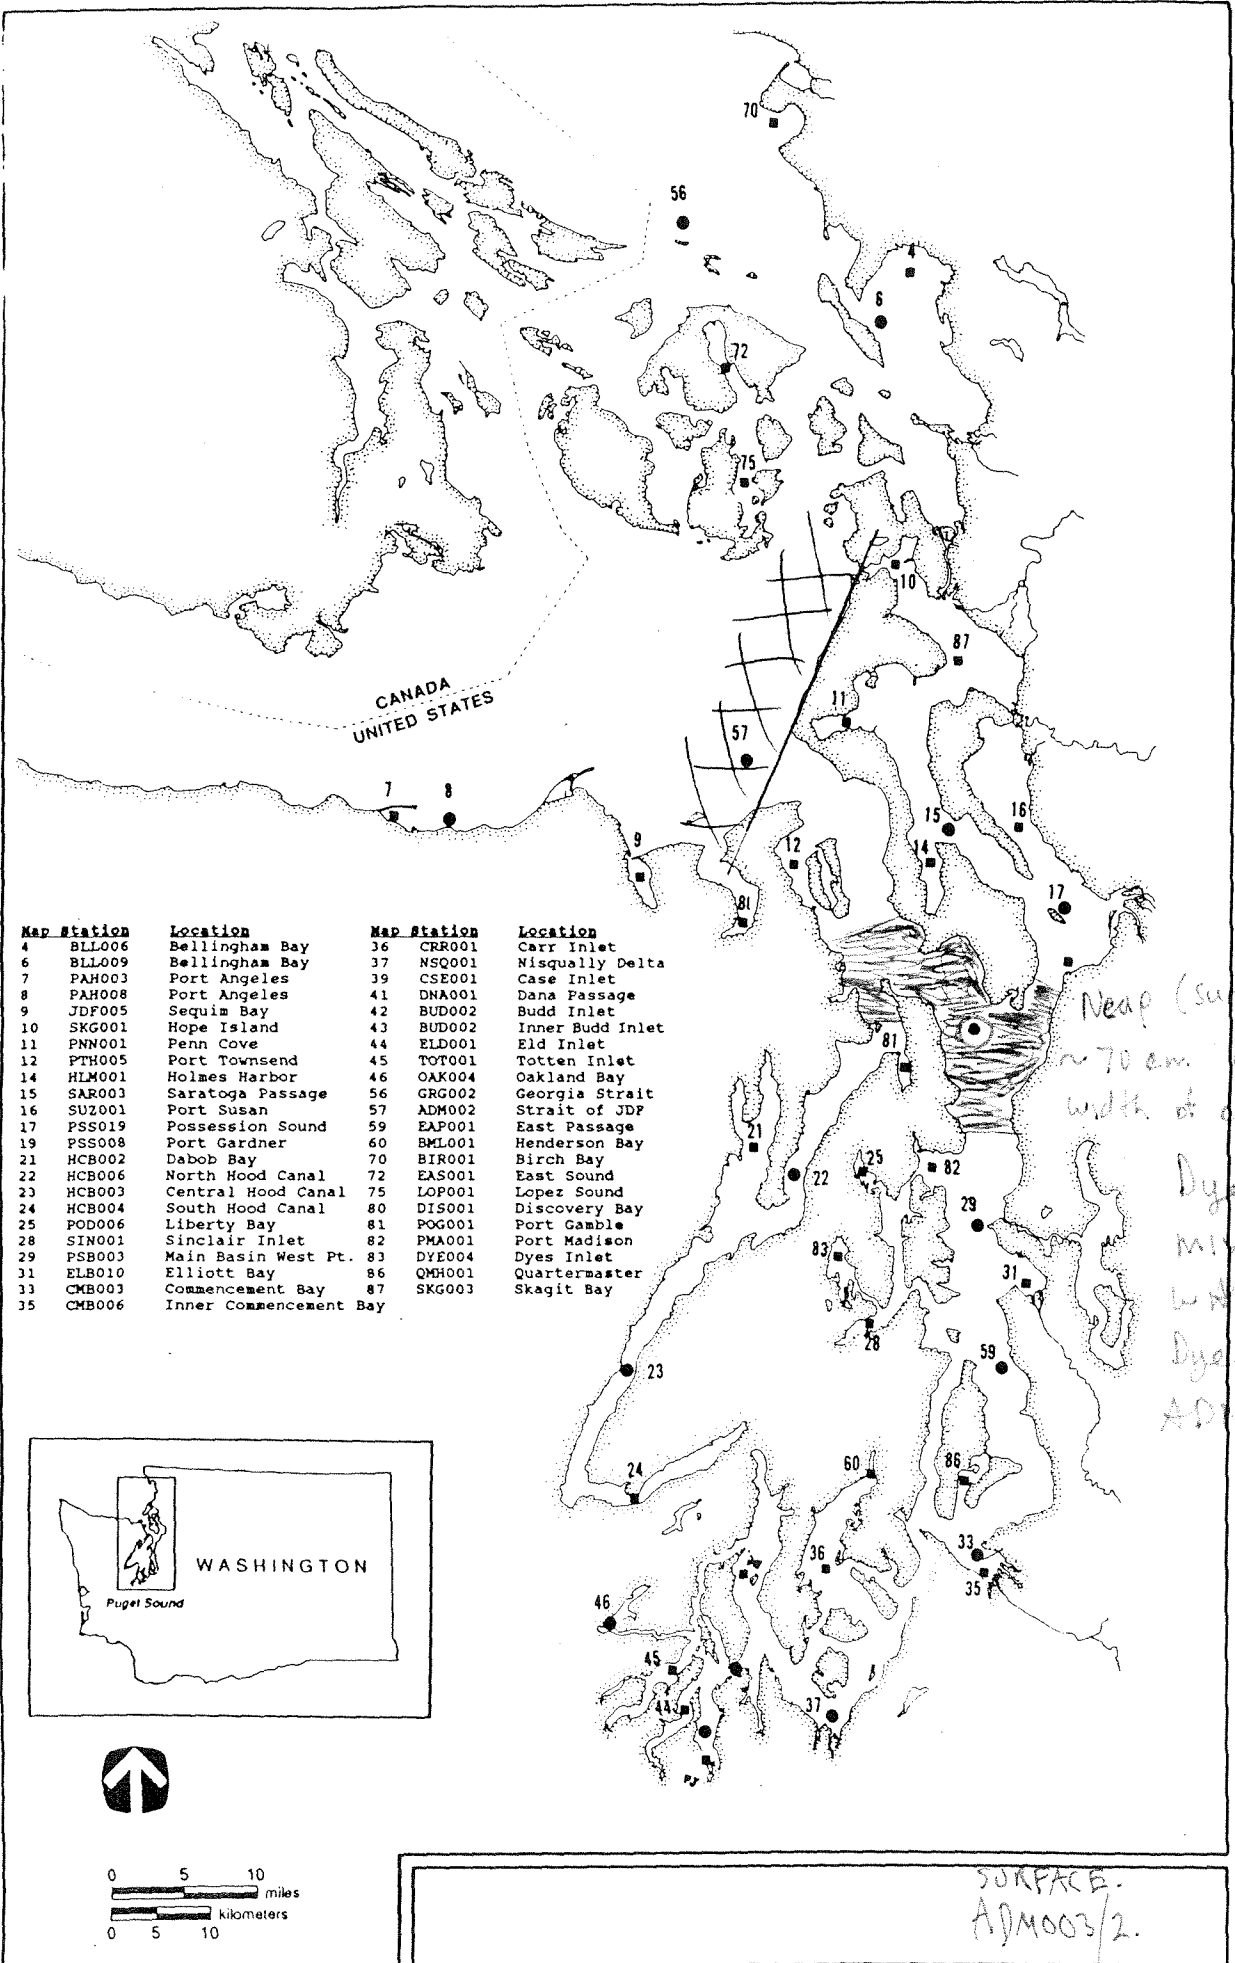 70
56
4
6
72
75
10
87
CANADA
UNITED STATES
11
57
7
8
9
12
15
16
14
17
81
Map Station Location Map Station Location
4 BLL006 Bellingham Bay 36 CRR001 Carr Inlet
6 BLL009 Bellingham Bay 37 NSQ001 Nisqually Delta
7 PAH003 Port Angeles 39 CSE001 Case Inlet
8 PAH008 Port Angeles 41 DNA001 Dana Passage
9 JDF005 Sequim Bay 42 BUD002 Budd Inlet
10 SKG001 Hope Island 43 BUD002 Inner Budd Inlet
11 PNN001 Penn Cove 44 ELD001 Eld Inlet
12 PTH005 Port Townsend 45 TOT001 Totten Inlet
14 HLM001 Holmes Harbor 46 OAK004 Oakland Bay
15 SAR003 Saratoga Passage 56 GRG002 Georgia Strait
16 SUZ001 Port Susan 57 ADM002 Strait of JDF
17 PSS019 Possession Sound 59 EAP001 East Passage
19 PSS008 Port Gardner 60 BML001 Henderson Bay
21 HCB002 Dabob Bay 70 BIR001 Birch Bay
22 HCB006 North Hood Canal 72 EAS001 East Sound
23 HCB003 Central Hood Canal 75 LOP001 Lopez Sound
24 HCB004 South Hood Canal 80 DIS001 Discovery Bay
25 POD006 Liberty Bay 81 POG001 Port Gamble
28 SIN001 Sinclair Inlet 82 PMA001 Port Madison
29 PSB003 Main Basin West Pt. 83 DYE004 Dyes Inlet
31 ELB010 Elliott Bay 86 QMH001 Quartermaster
33 CMB003 Commencement Bay 87 SKG003 Skagit Bay
35 CMB006 Inner Commencement Bay
Neap (su
~ 70 cm
width of
Dye
81
21
22
25
82
29
83
31
28
59
23
24
60
86
ADM
33
36
35
46
45
44
37
WASHINGTON
Puget Sound
0 5 10
miles
kilometers
0 5 10
SURFACE.
ADM003/2.